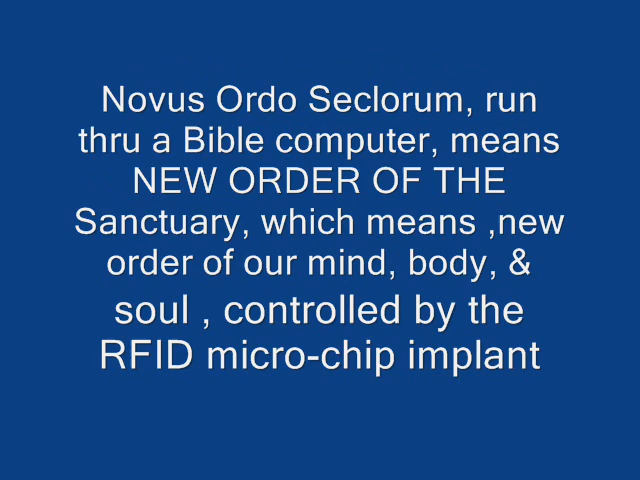 Novus Ordo Seclorum, run
thru a Bible computer, means
NEW ORDER OF THE
Sanctuary, which means ,new
order of our mind, body, &
soul , controlled by the
RFID micro-chip implant